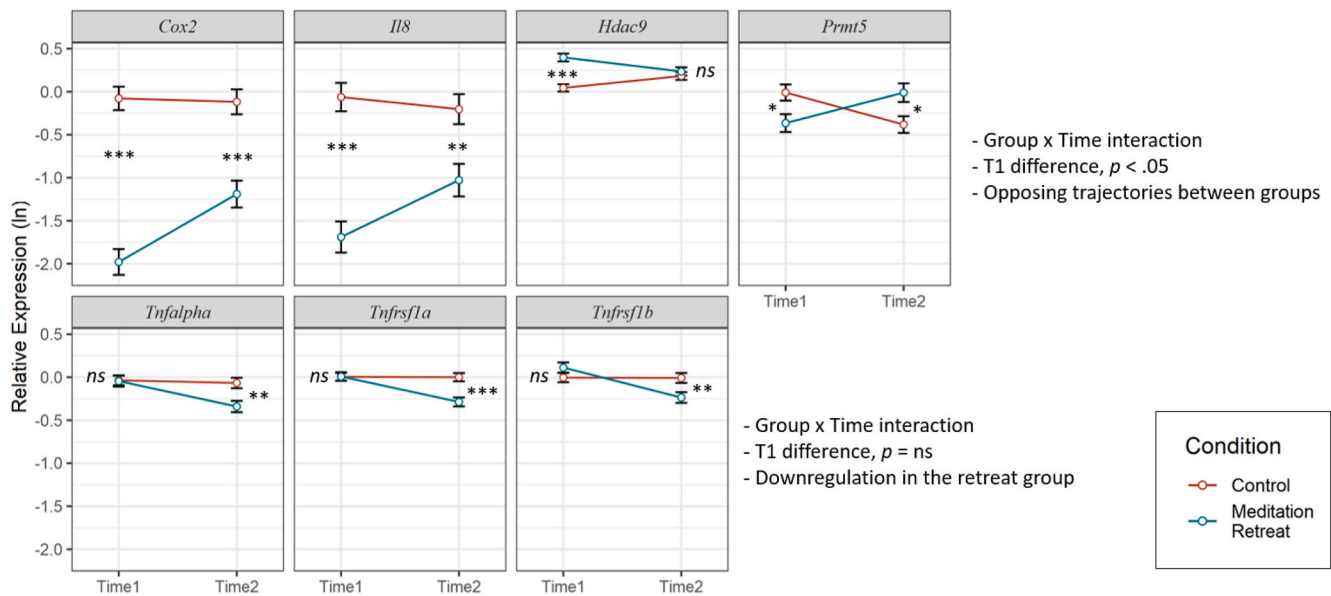 Cox2
Il8
Hdac9
Prmt5
Relative Expression (ln)
0.5
0.0
-0.5
-1.0
-1.5
-2.0
***
***
***
**
***
ns
*
*
Time1
Time2
- Group x Time interaction
- T1 difference, p < .05
- Opposing trajectories between groups
Tnfalpha
Tnfrsf1a
Tnfrsf1b
0.5
0.0
-0.5
-1.0
-1.5
-2.0
ns
**
ns
***
ns
**
Time1
Time2
Time1
Time2
Time1
Time2
- Group x Time interaction
- T1 difference, p = ns
- Downregulation in the retreat group
Condition
Control
Meditation
Retreat